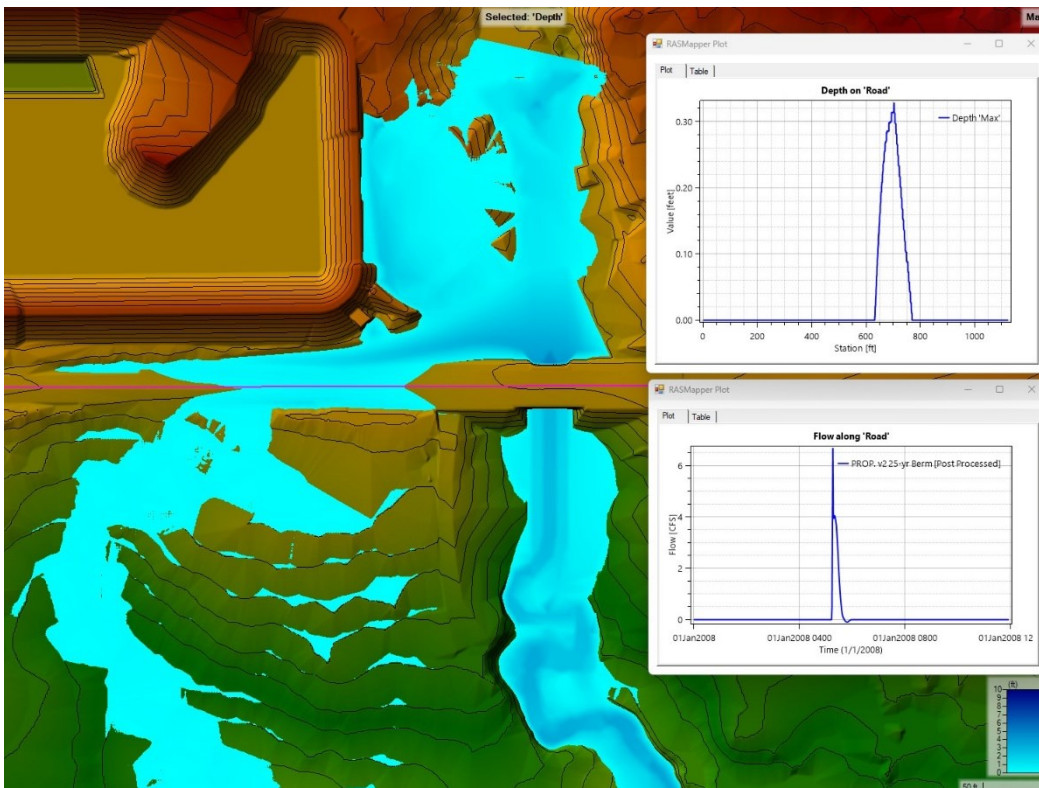 Selected: 'Depth'
Me
RASMapper Plot
Plot
Table
Depth on 'Road'
Depth 'Max'
Value [feet]
0.30
0.20
0.10
0.00
0
200
400
600
800
1000
Station [ft]
RASMapper Plot
Plot
Table
Flow along 'Road'
PROP. v2 25-yr Berm [Post Processed]
Flow [CFS]
6
4
2
0
01Jan2008
01Jan2008 0400
01Jan2008 0800
01Jan2008 12
Time (1/1/2008)
(ft)
10
9
8
7
6
5
4
3
2
1
0
50 ft